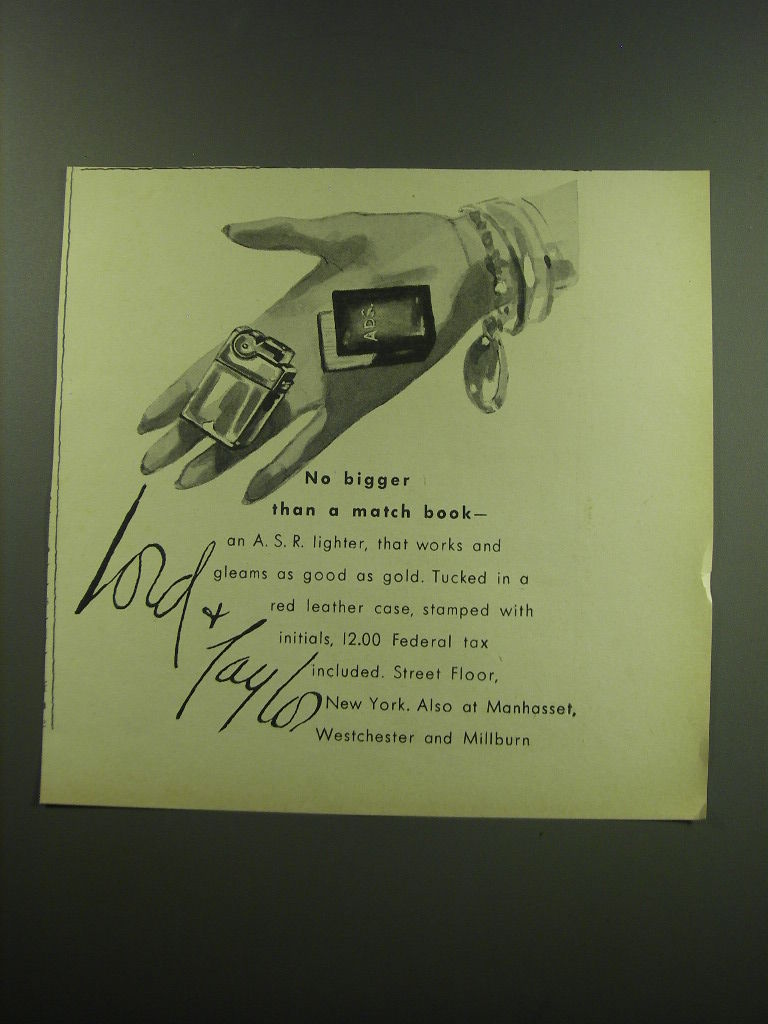 A.D.S.
No bigger
than a match book—
an A. S. R. lighter, that works and
gleams as good as gold. Tucked in a
red leather case, stamped with
initials, 12.00 Federal tax
included. Street Floor,
New York. Also at Manhasset,
Westchester and Millburn
Lord & Taylor